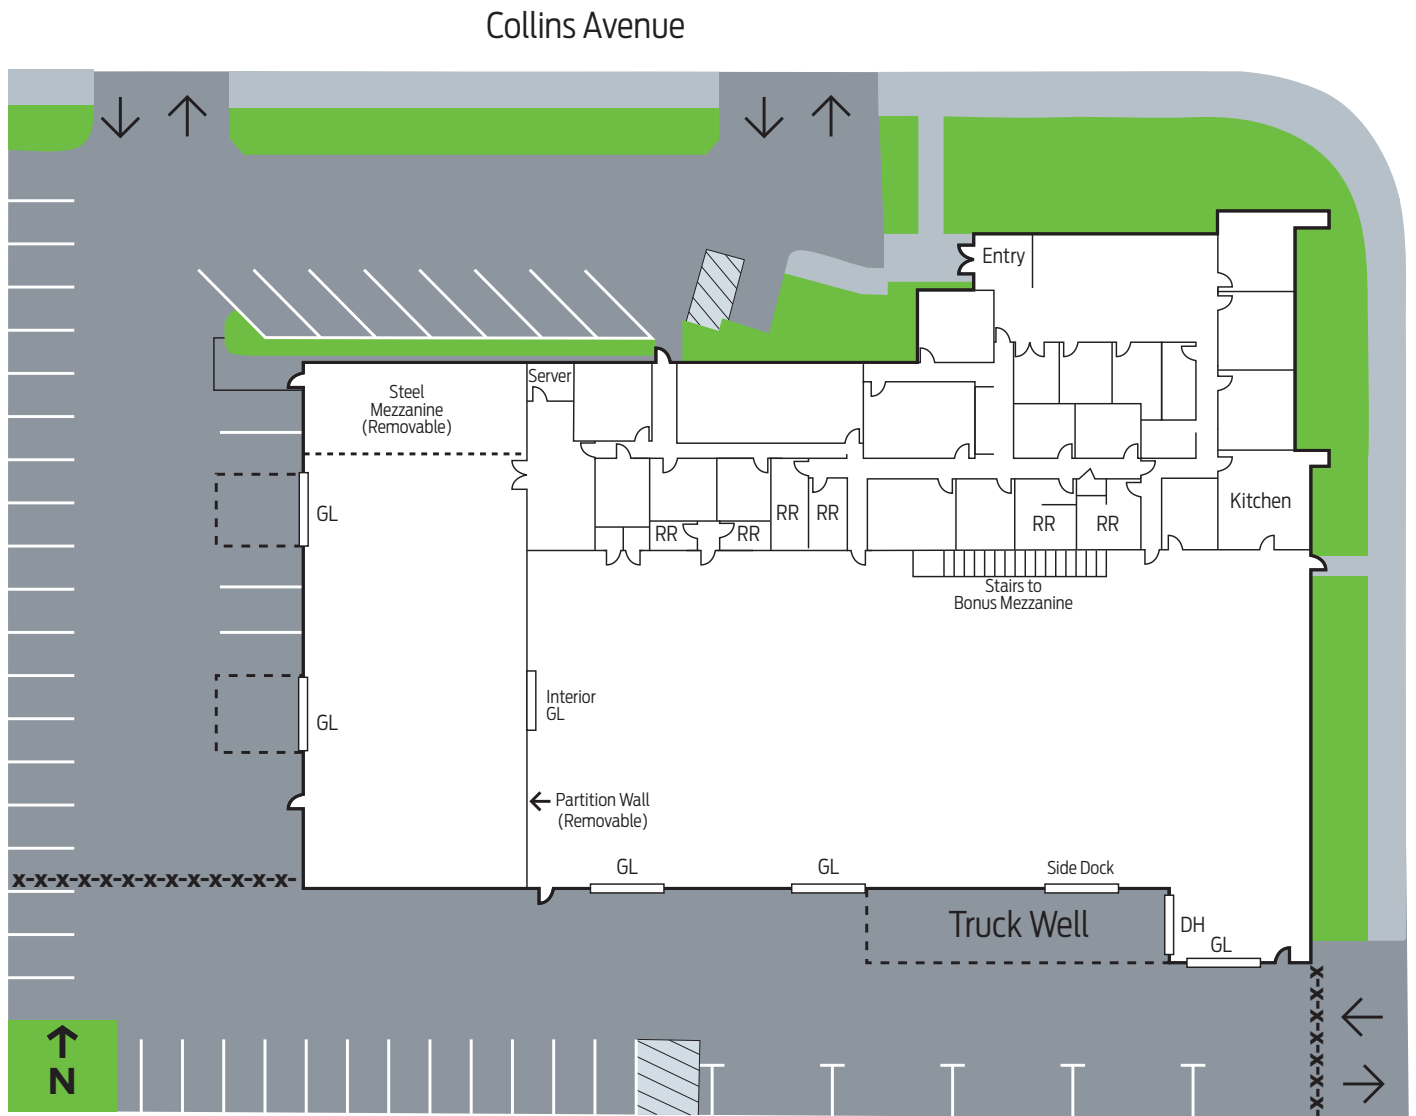 Collins Avenue
Entry
Server
Steel
Mezzanine
(Removable)
Kitchen
GL
RR
RR
RR
RR
RR
RR
Stairs to
Bonus Mezzanine
Interior
GL
GL
Partition Wall
(Removable)
GL
GL
Side Dock
x-x-x-x-x-x-x-x-x-x-x-x-x
Truck Well
DH
GL
x-x-x-x-x-x-x
N